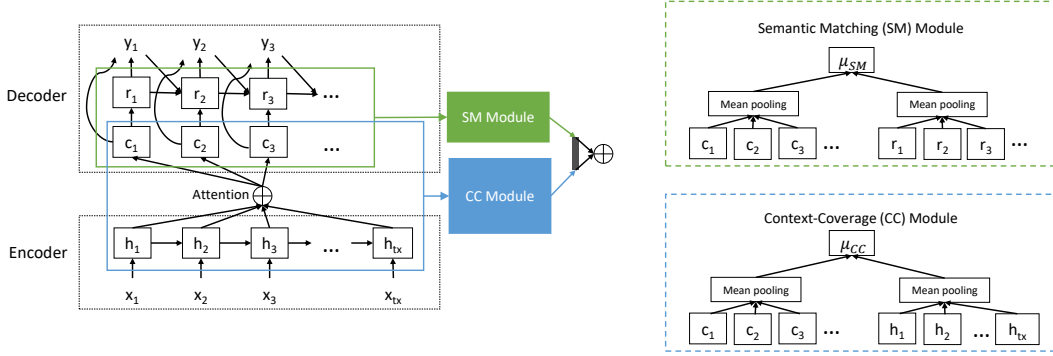 y₁ y₂ y₃
Decoder
r₁ r₂ r₃ ...
c₁ c₂ c₃ ...
Attention
Encoder
h₁ h₂ h₃ ... hₜₓ
x₁ x₂ x₃ xₜₓ
SM Module
CC Module
Semantic Matching (SM) Module
μ_SM
Mean pooling Mean pooling
c₁ c₂ c₃ ... r₁ r₂ r₃ ...
Context-Coverage (CC) Module
μ_CC
Mean pooling Mean pooling
c₁ c₂ c₃ ... h₁ h₂ ... hₜₓ